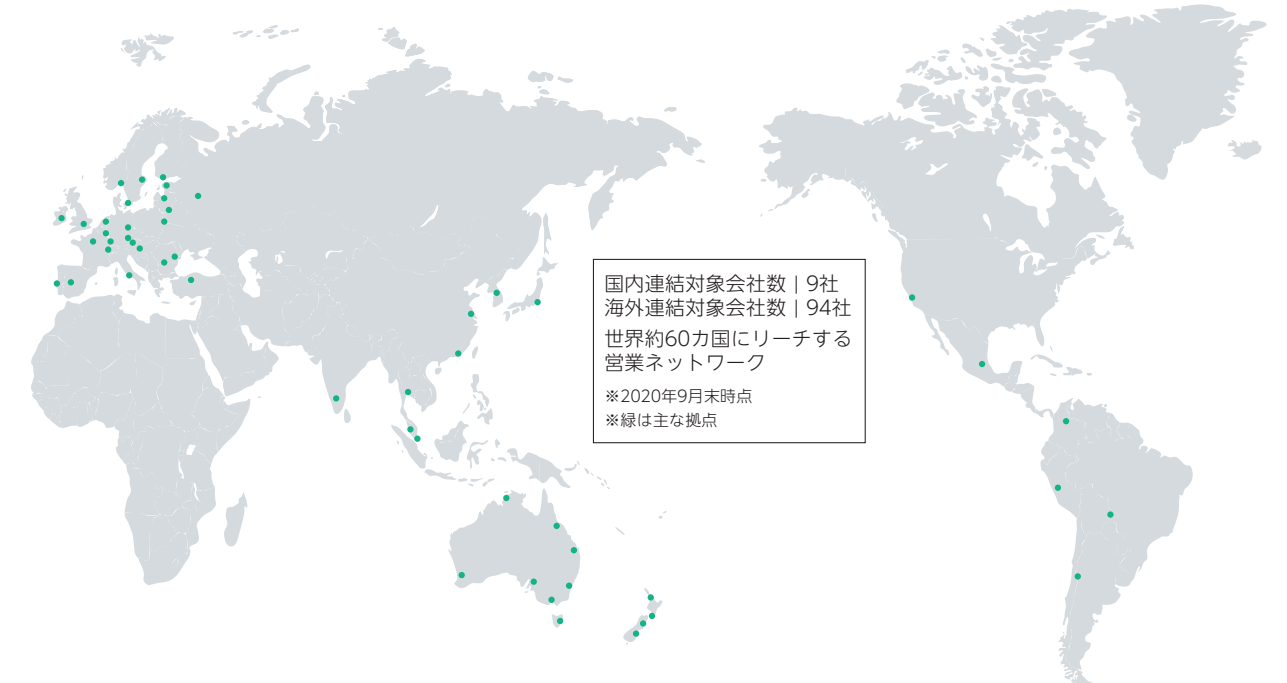 国内連結対象会社数 | 9社
海外連結対象会社数 | 94社
世界約60カ国にリーチする
営業ネットワーク
※2020年9月末時点
※緑は主な拠点